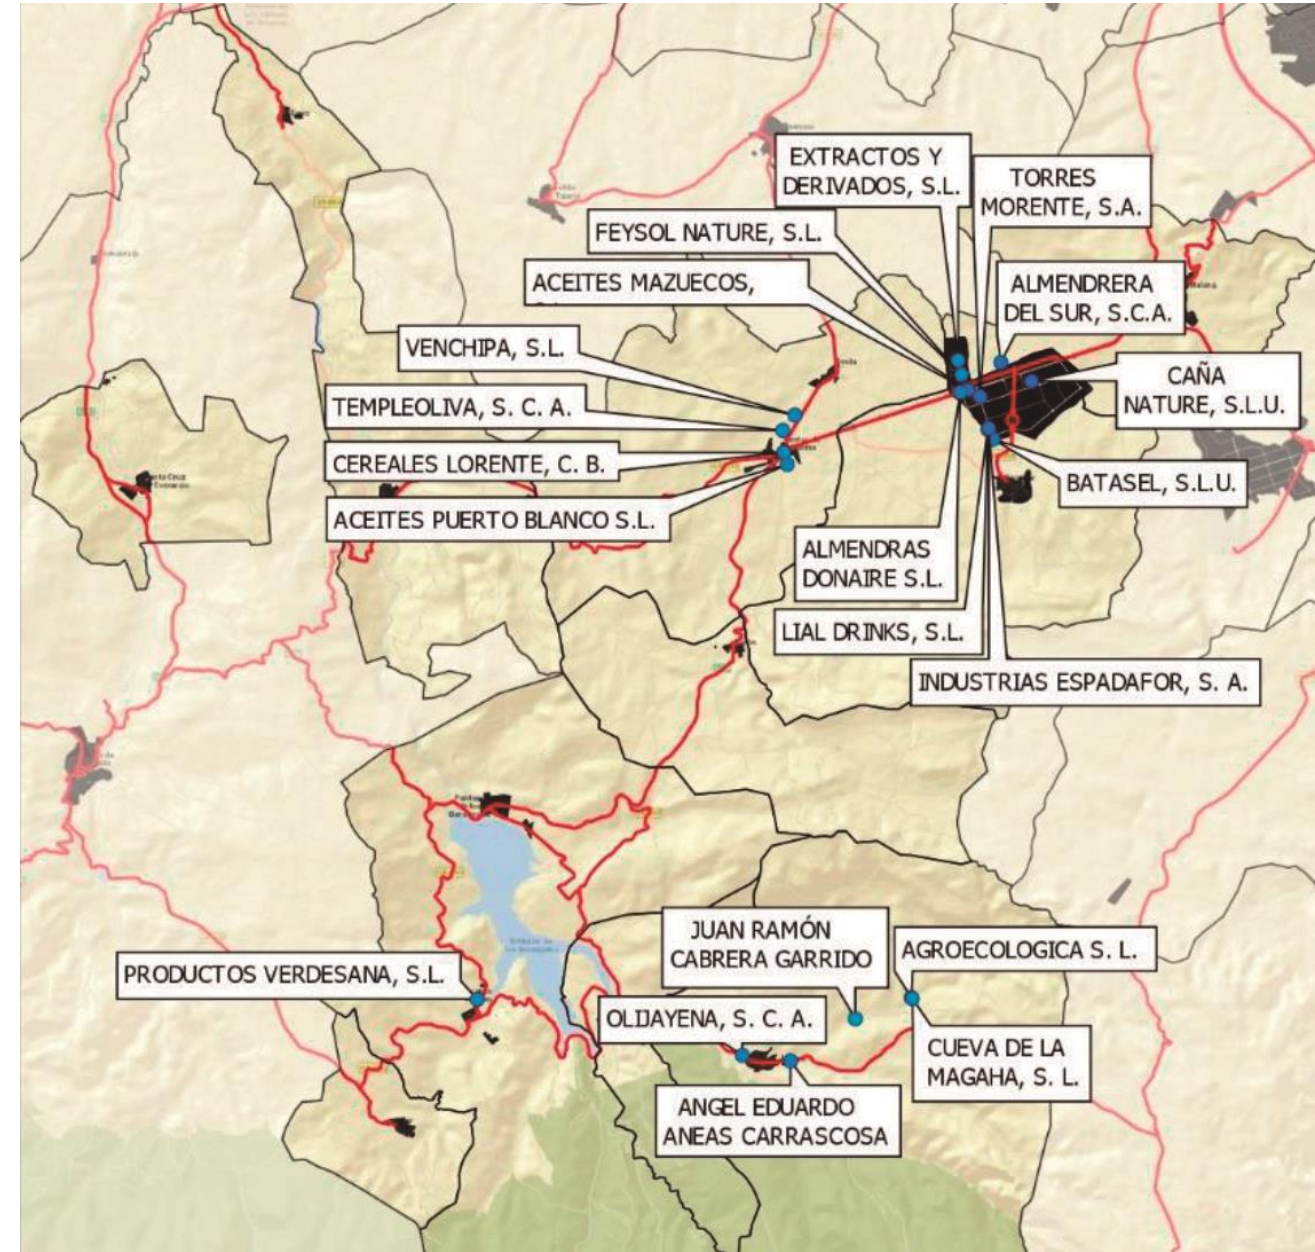 EXTRACTOS Y
DERIVADOS, S.L.
TORRES
MORENTE, S.A.
FEYSOL NATURE, S.L.
ACEITES MAZUECOS,
ALMENDRERA
DEL SUR, S.C.A.
VENCHIPA, S.L.
CAÑA
NATURE, S.L.U.
TEMPLEOLIVA, S. C. A.
CEREALES LORENTE, C. B.
BATASEL, S.L.U.
ACEITES PUERTO BLANCO S.L.
ALMENDRAS
DONAIRE S.L.
LIAL DRINKS, S.L.
INDUSTRIAS ESPADAFOR, S. A.
JUAN RAMÓN
CABRERA GARRIDO
AGROECOLOGICA S. L.
PRODUCTOS VERDESANA, S.L.
OLIJAYENA, S. C. A.
CUEVA DE LA
MAGAHA, S. L.
ANGEL EDUARDO
ANEAS CARRASCOSA